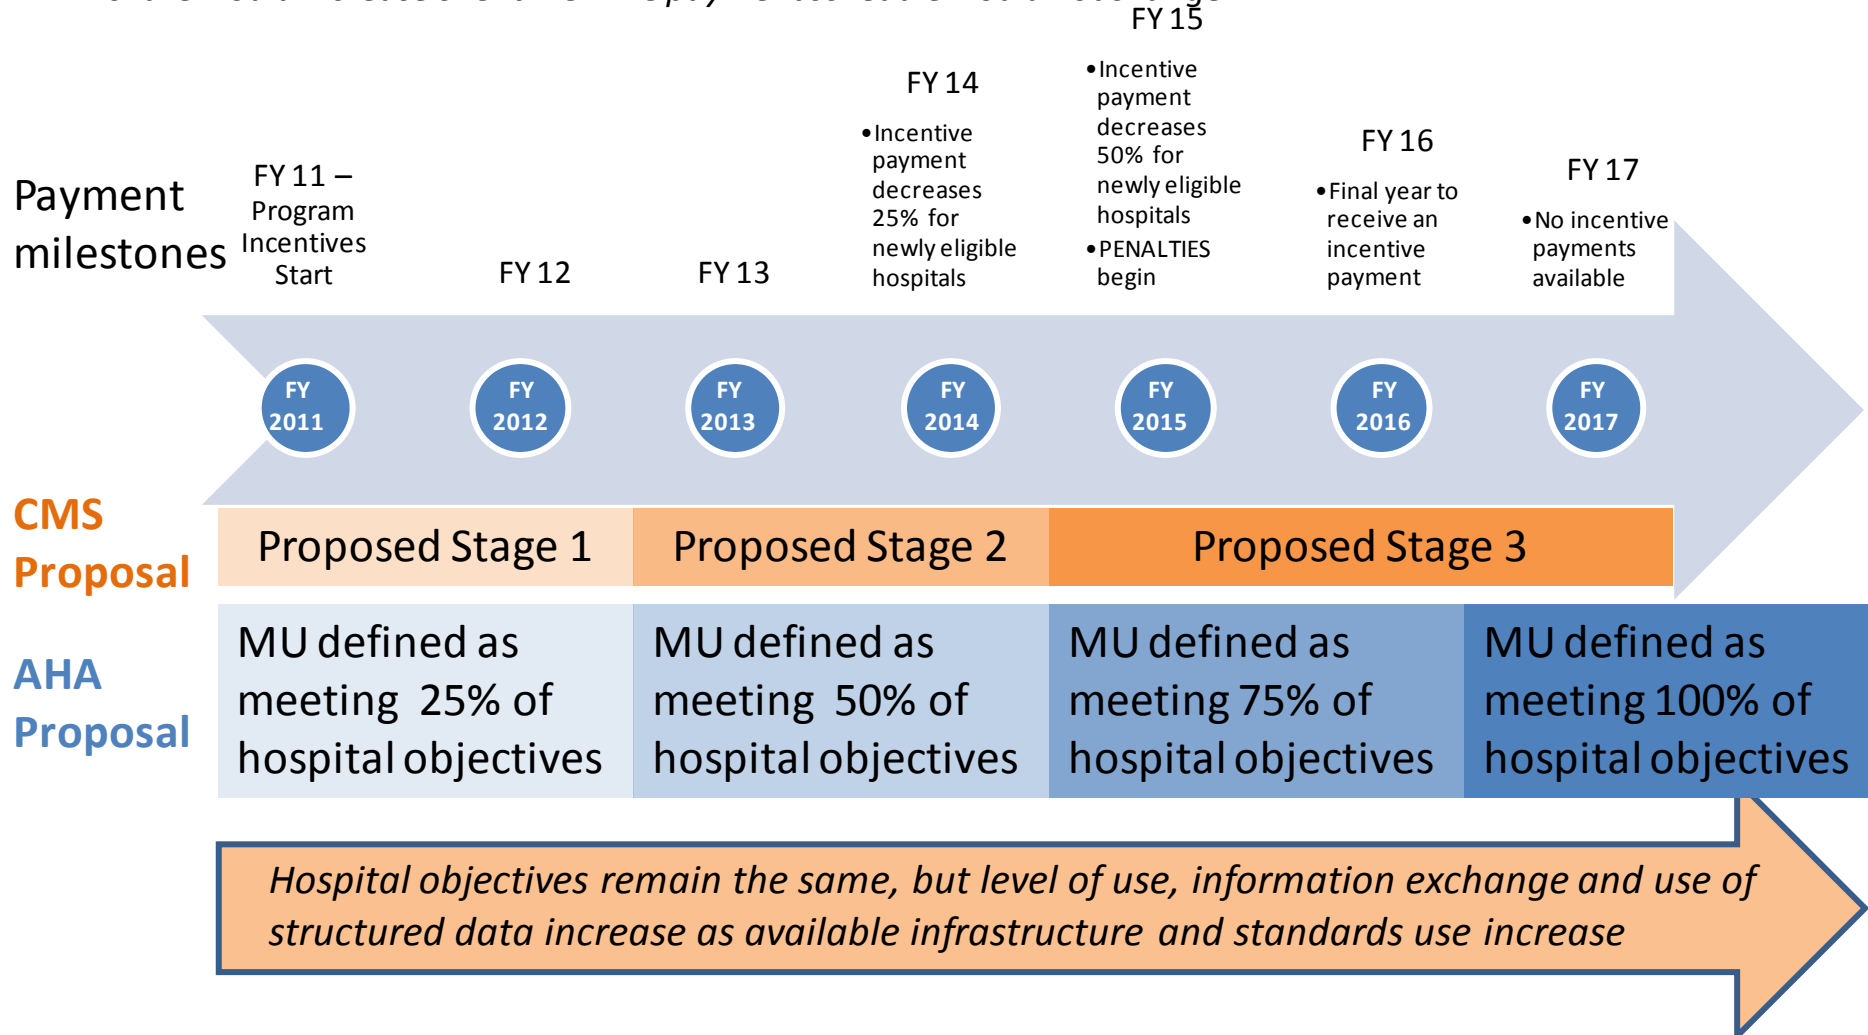 FY 15
FY 14
•Incentive
payment
decreases
50% for
newly eligible
hospitals
•PENALTIES
begin
•Incentive
payment
decreases
25% for
newly eligible
hospitals
FY 16
•Final year to
receive an
incentive
payment
FY 17
•No incentive
payments
available
Payment
milestones
FY 11 –
Program
Incentives
Start
FY 12
FY 13
FY
2011
FY
2012
FY
2013
FY
2014
FY
2015
FY
2016
FY
2017
CMS
Proposal
Proposed Stage 1
Proposed Stage 2
Proposed Stage 3
AHA
Proposal
MU defined as
meeting 25% of
hospital objectives
MU defined as
meeting 50% of
hospital objectives
MU defined as
meeting 75% of
hospital objectives
MU defined as
meeting 100% of
hospital objectives
Hospital objectives remain the same, but level of use, information exchange and use of
structured data increase as available infrastructure and standards use increase